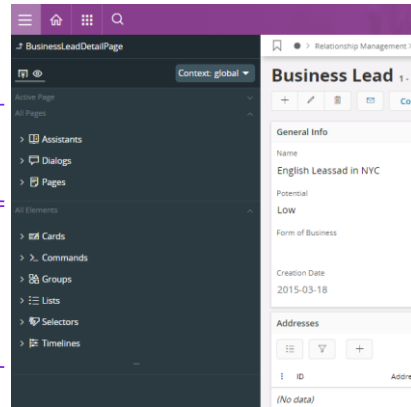 BusinessLeadDetailPage
Context: global
Active Page
All Pages
Assistants
Dialogs
Pages
All Elements
Cards
Commands
Groups
Lists
Selectors
Timelines
Relationship Management
Business Lead 1-
Co
General Info
Name
English Leassad in NYC
Potential
Low
Form of Business
Creation Date
2015-03-18
Addresses
ID Addre
(No data)